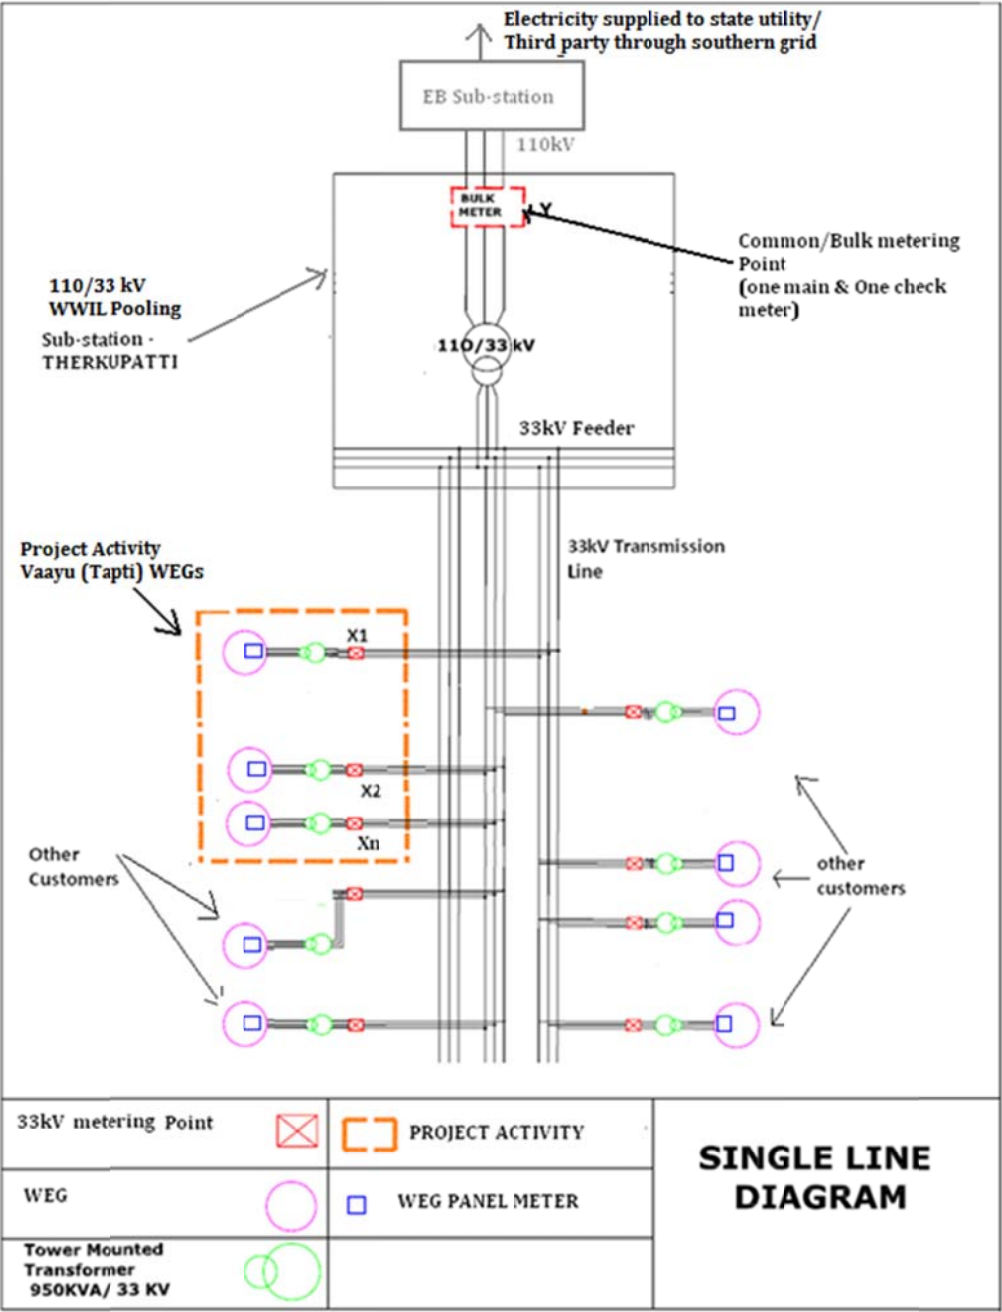 Electricity supplied to state utility/
Third party through southern grid
EB Sub-station
110kV
BULK
METER
Y
Common/Bulk metering
Point
(one main & One check
meter)
110/33 kV
WWIL Pooling
Sub-station -
THERKUPATTI
110/33 kV
33kV Feeder
33kV Transmission
Line
Project Activity
Vaayu (Tapti) WEGs
X1
X2
Xn
Other
Customers
other
customers
33kV metering Point
PROJECT ACTIVITY
WEG
WEG PANEL METER
Tower Mounted
Transformer
950KVA/ 33 KV
SINGLE LINE
DIAGRAM